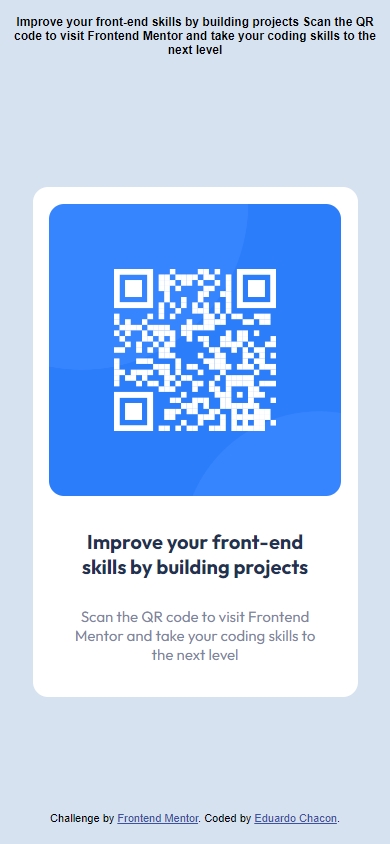 Improve your front-end skills by building projects Scan the QR
code to visit Frontend Mentor and take your coding skills to the
next level
Improve your front-end
skills by building projects
Scan the QR code to visit Frontend
Mentor and take your coding skills to
the next level
Challenge by Frontend Mentor. Coded by Eduardo Chacon.